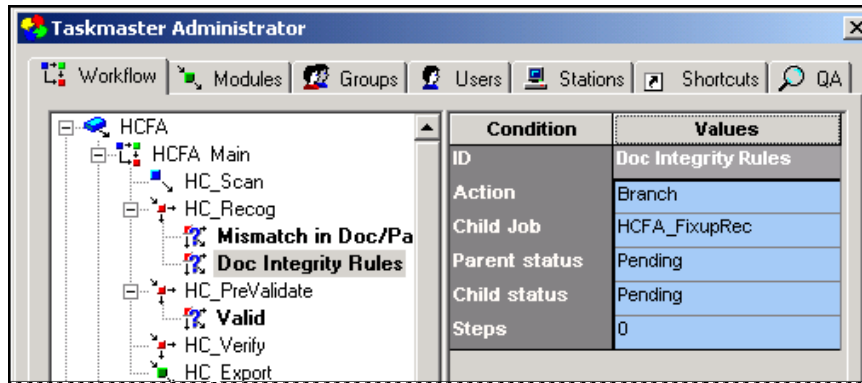 Taskmaster Administrator
Workflow Modules Groups Users Stations Shortcuts QA
HCFA
HCFA Main
HC_Scan
HC_Recog
Mismatch in Doc/Pa
Doc Integrity Rules
HC_PreValidate
Valid
HC_Verify
HC_Export
Condition Values
ID Doc Integrity Rules
Action Branch
Child Job HCFA_FixupRec
Parent status Pending
Child status Pending
Steps 0